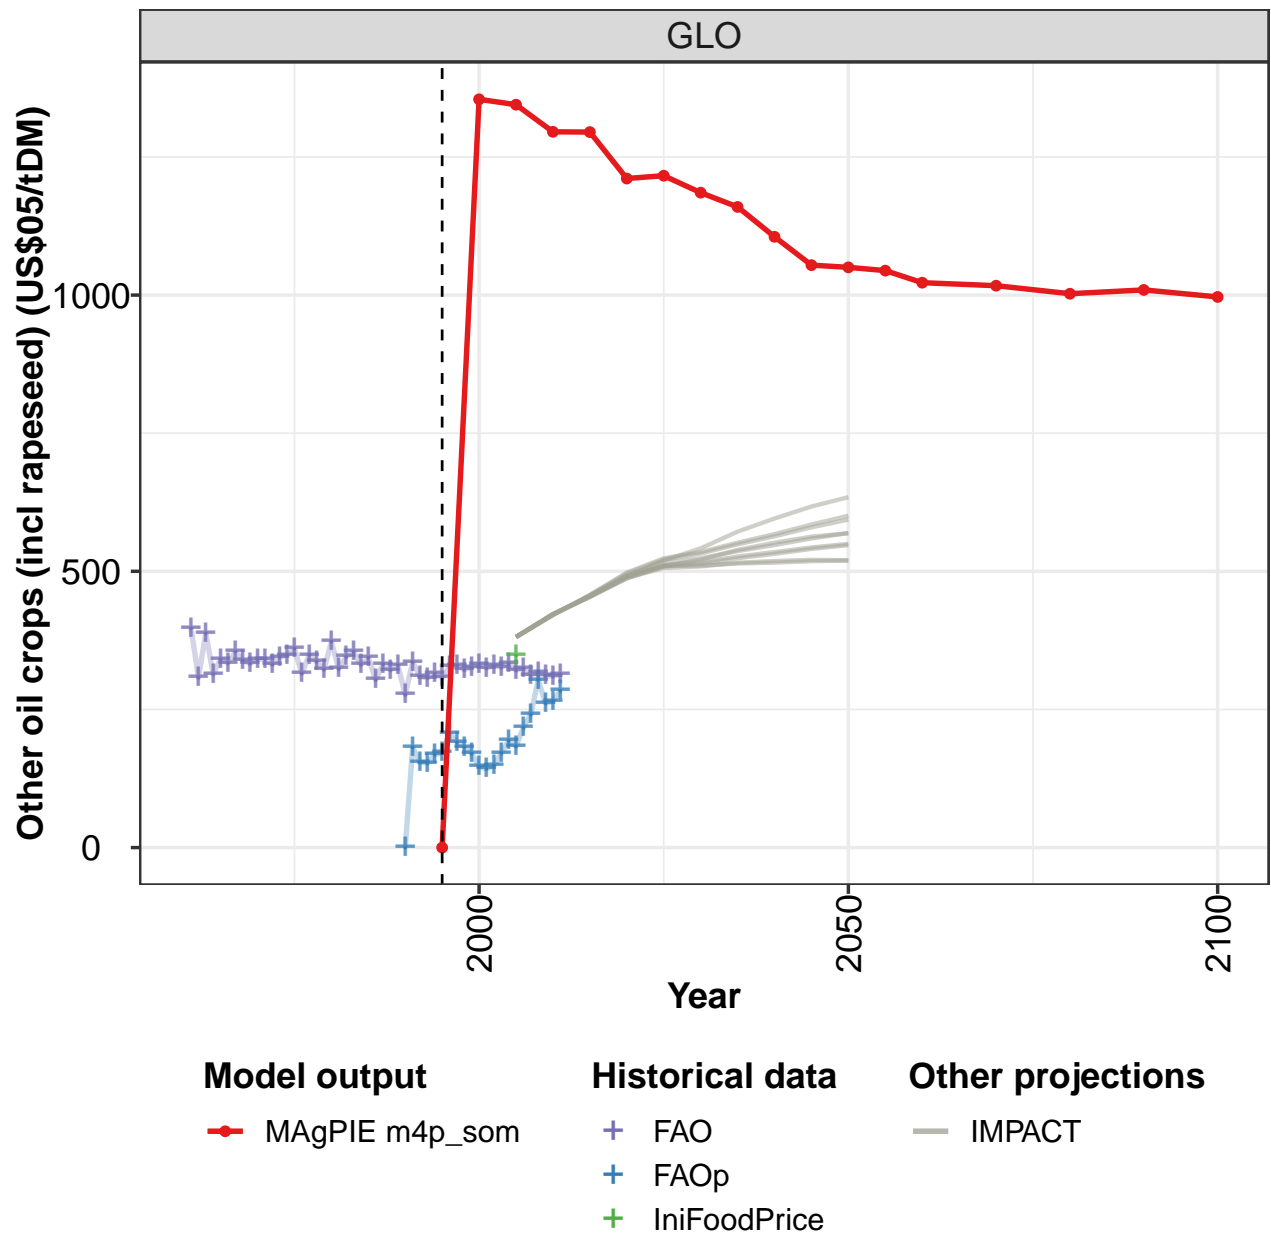 GLO
Other oil crops (incl rapeseed) (US$05/tDM)
1000
500
0
2000
2050
2100
Year
Model output
MAgPIE m4p_som
Historical data
FAO
FAOp
IniFoodPrice
Other projections
IMPACT